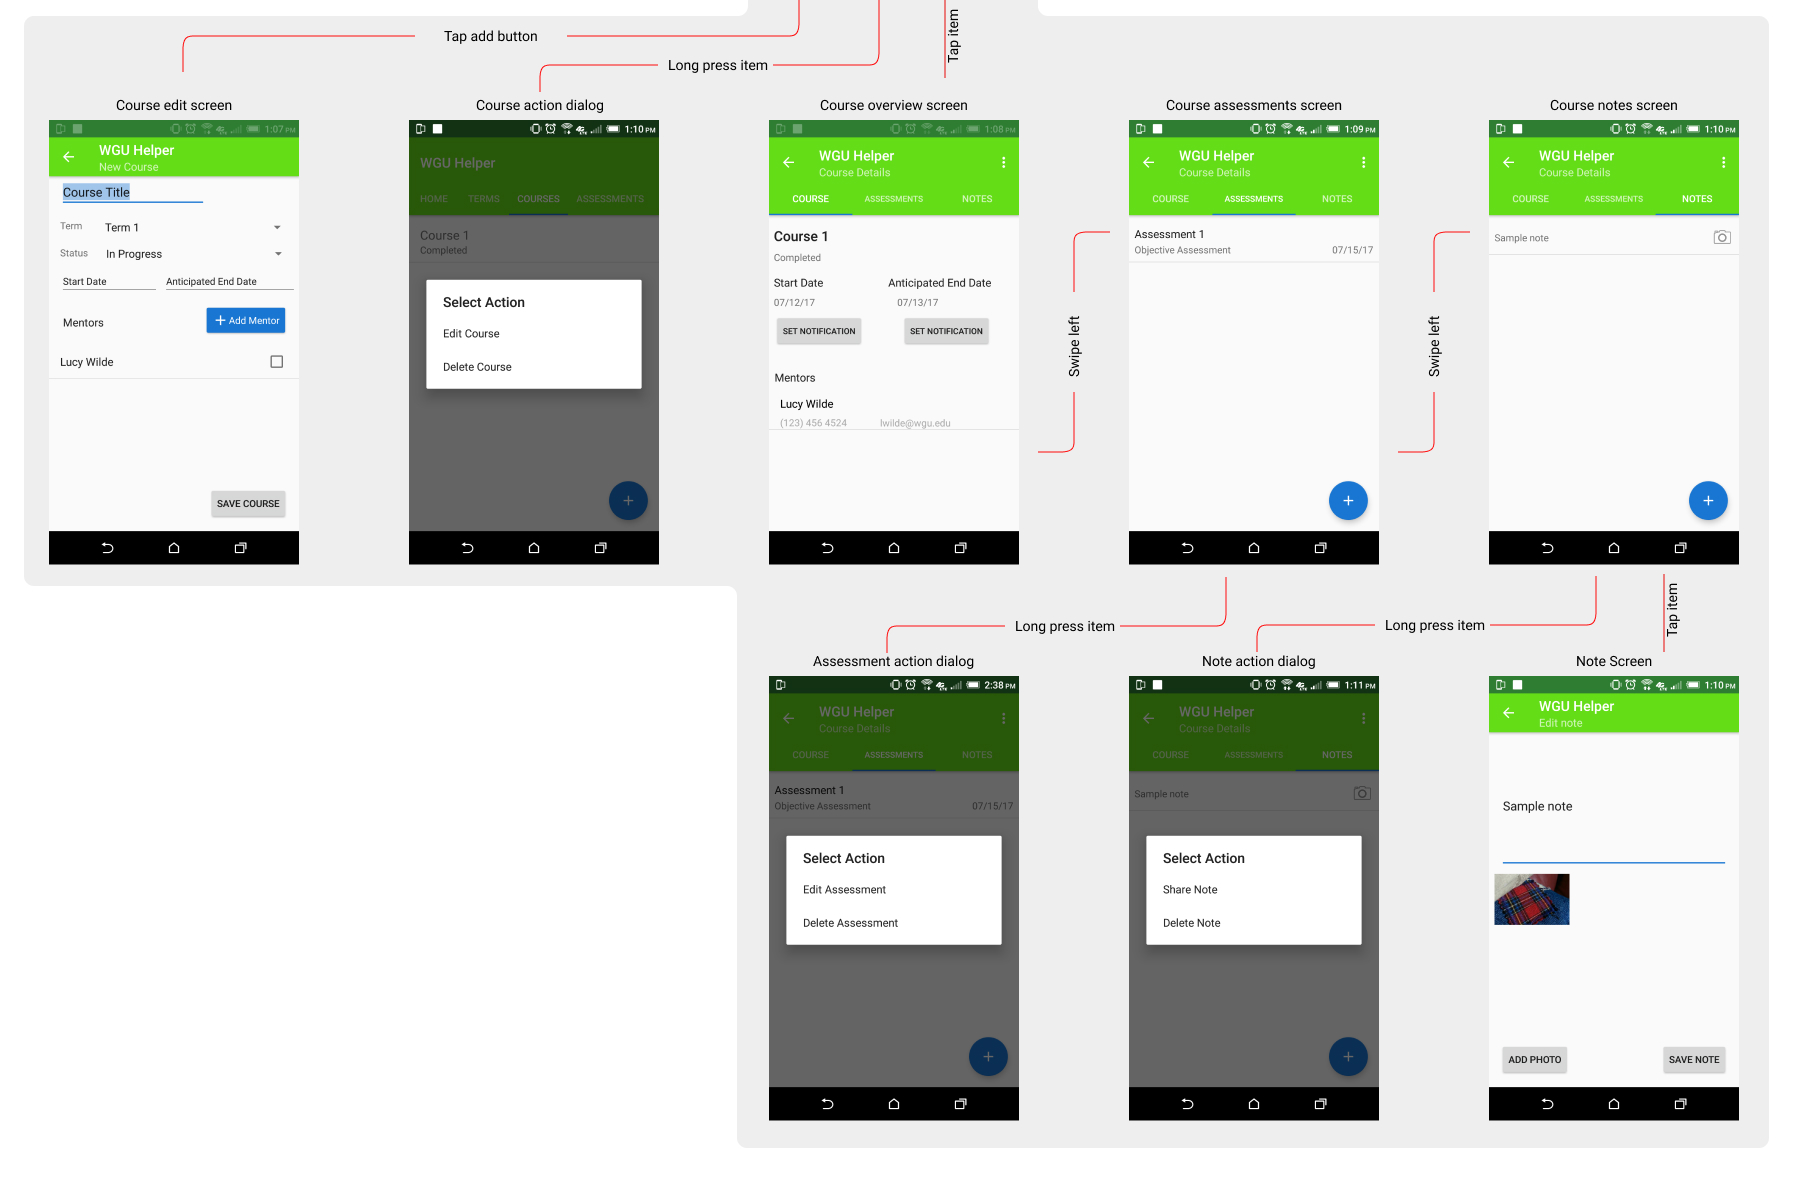 Tap add button
Tap item
Long press item
Course edit screen
1:07 PM
WGU Helper
New Course
Course Title
Term
Term 1
Status
In Progress
Start Date
Anticipated End Date
Mentors
+ Add Mentor
Lucy Wilde
SAVE COURSE
Course action dialog
1:10 PM
WGU Helper
HOME TERMS COURSES ASSESSMENTS
Course 1
Completed
Select Action
Edit Course
Delete Course
+
Course overview screen
1:08 PM
WGU Helper
Course Details
COURSE ASSESSMENTS NOTES
Course 1
Completed
Start Date Anticipated End Date
07/12/17 07/13/17
SET NOTIFICATION SET NOTIFICATION
Mentors
Lucy Wilde
(123) 456 4524 lwilde@wgu.edu
Swipe left
Course assessments screen
1:09 PM
WGU Helper
Course Details
COURSE ASSESSMENTS NOTES
Assessment 1
Objective Assessment 07/15/17
+
Swipe left
Course notes screen
1:10 PM
WGU Helper
Course Details
COURSE ASSESSMENTS NOTES
Sample note
+
Long press item
Long press item
Tap item
Assessment action dialog
2:38 PM
WGU Helper
Course Details
COURSE ASSESSMENTS NOTES
Assessment 1
Objective Assessment 07/15/17
Select Action
Edit Assessment
Delete Assessment
+
Note action dialog
1:11 PM
WGU Helper
Course Details
COURSE ASSESSMENTS NOTES
Sample note
Select Action
Share Note
Delete Note
+
Note Screen
1:10 PM
WGU Helper
Edit note
Sample note
ADD PHOTO
SAVE NOTE